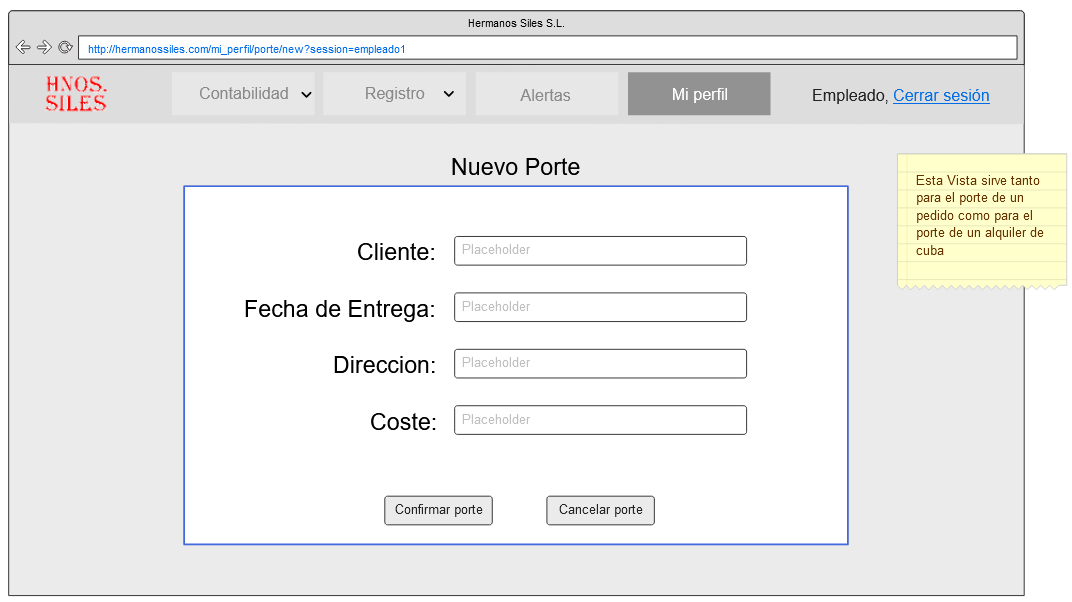 Hermanos Siles S.L.
http://hermanossiles.com/mi_perfil/porte/new?session=empleado1
HNOS.
SILES
Contabilidad
Registro
Alertas
Mi perfil
Empleado, Cerrar sesión
Nuevo Porte
Esta Vista sirve tanto
para el porte de un
pedido como para el
porte de un alquiler de
cuba
Cliente: Placeholder
Fecha de Entrega: Placeholder
Direccion: Placeholder
Coste: Placeholder
Confirmar porte
Cancelar porte